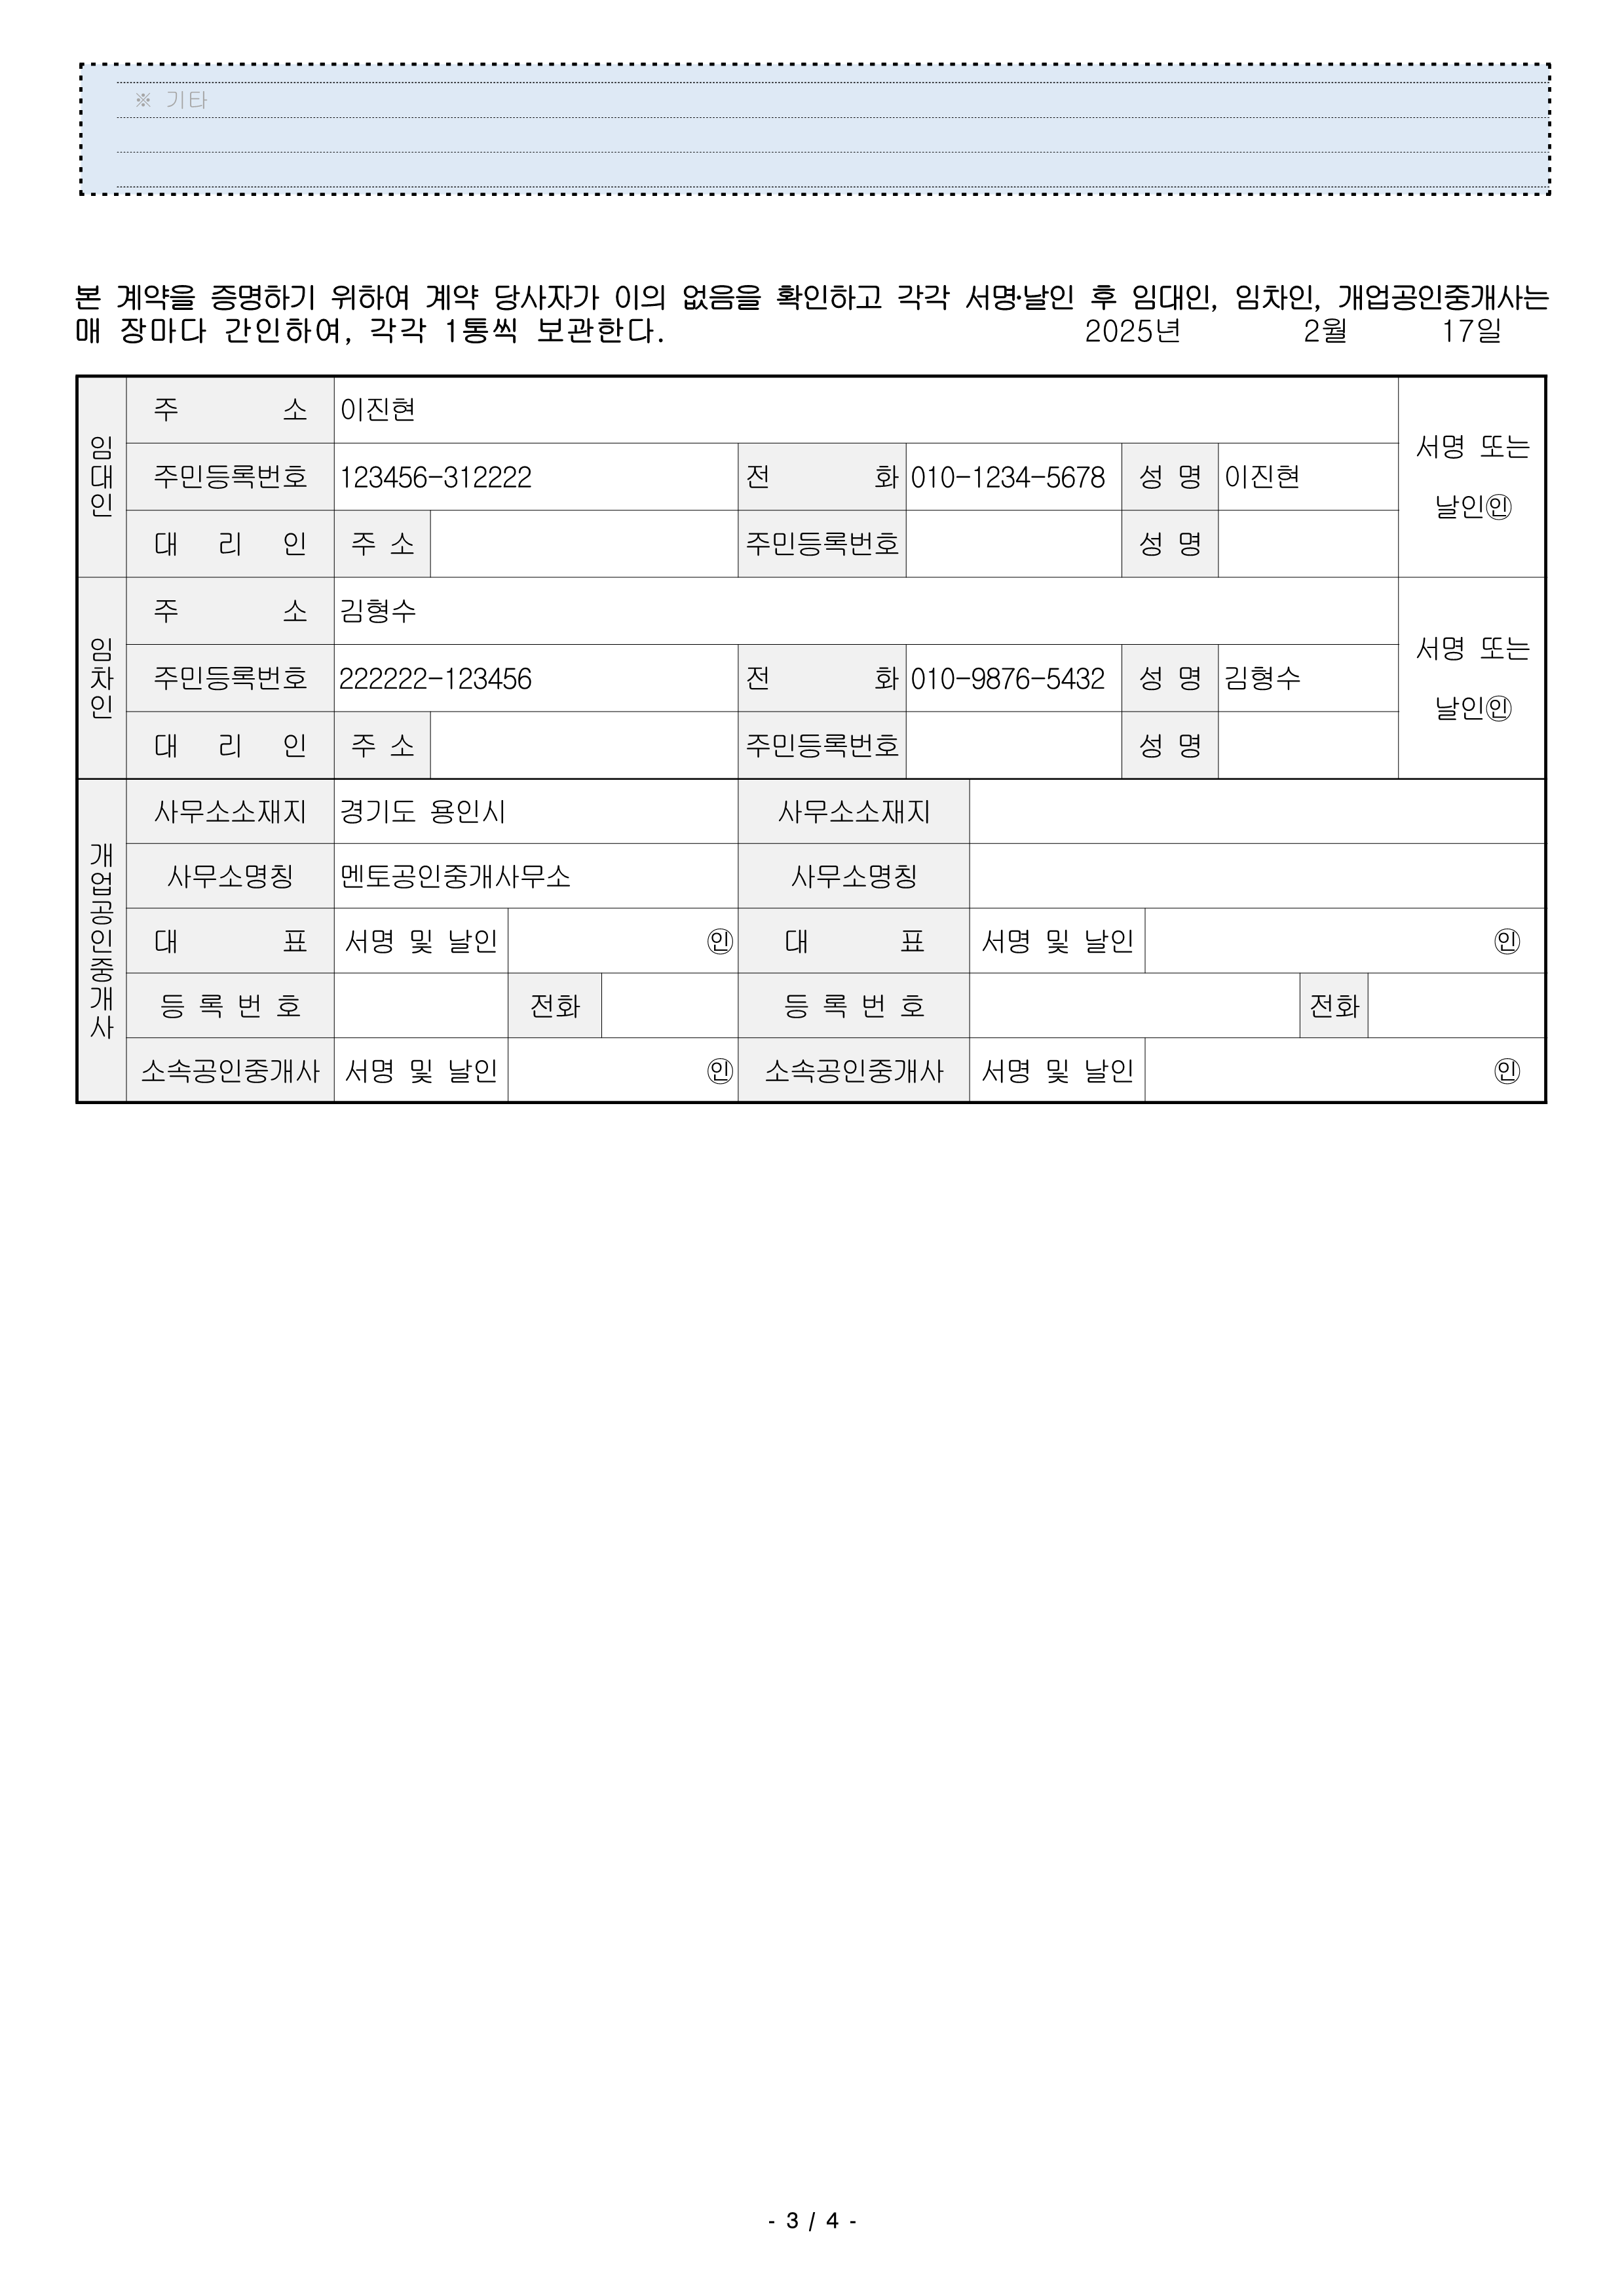 ※ 기타
본 계약을 증명하기 위하여 계약 당사자가 이의 없음을 확인하고 각각 서명·날인 후 임대인, 임차인, 개업공인중개사는
매 장마다 간인하여, 각각 1통씩 보관한다. 2025년 2월 17일
임대인
주 소 이진현
서명 또는
날인㊞
주민등록번호 123456-312222 전 화 010-1234-5678 성 명 이진현
대 리 인 주 소 주민등록번호 성 명
임차인
주 소 김형수
서명 또는
날인㊞
주민등록번호 222222-123456 전 화 010-9876-5432 성 명 김형수
대 리 인 주 소 주민등록번호 성 명
개업공인중개사
사무소소재지 경기도 용인시 사무소소재지
사무소명칭 멘토공인중개사무소 사무소명칭
대 표 서명 및 날인 ㊞ 대 표 서명 및 날인 ㊞
등 록 번 호 전화 등 록 번 호 전화
소속공인중개사 서명 및 날인 ㊞ 소속공인중개사 서명 및 날인 ㊞
- 3 / 4 -